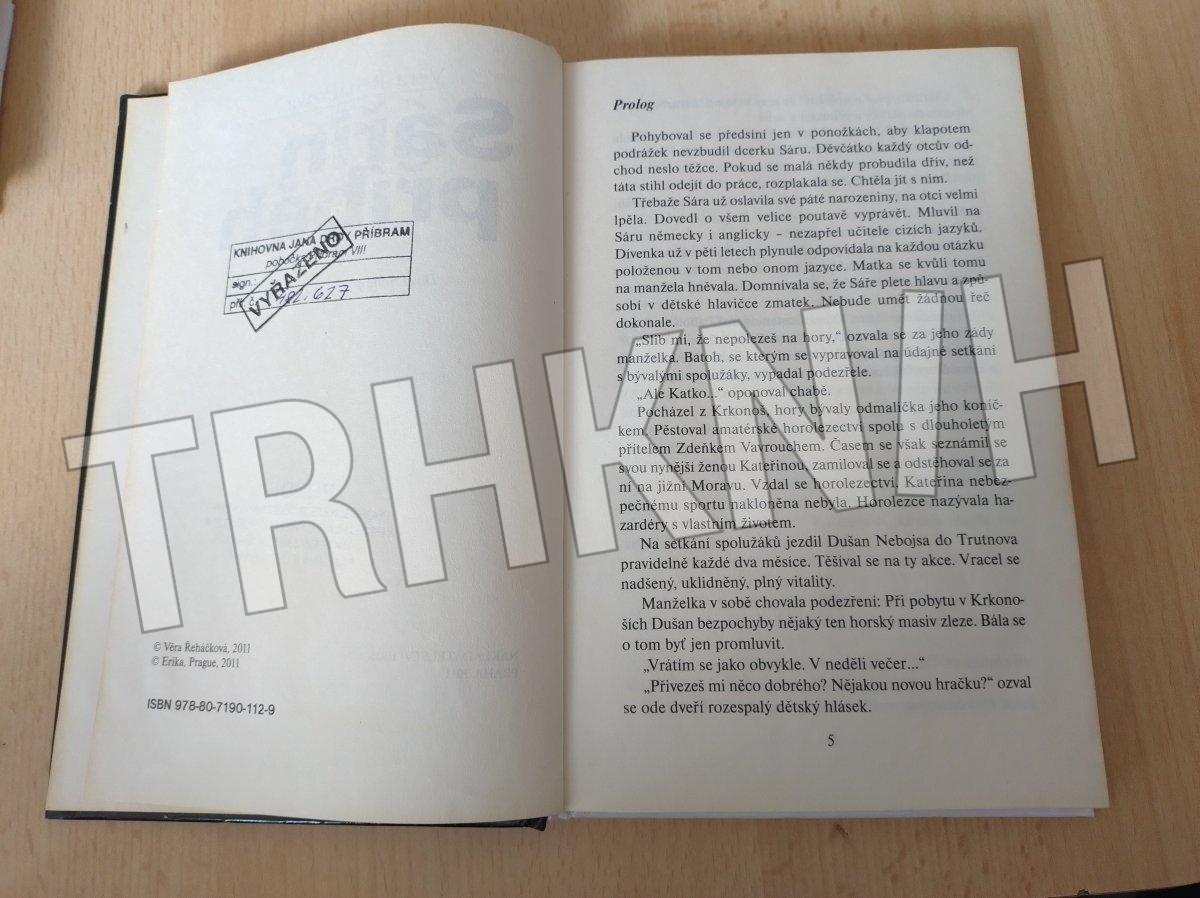 KNIHOVNA JANA DRDY PŘÍBRAM
pobočka Příbram VIII
sign.:
př. č.: 482.627
VYŘAZENO
© Věra Řeháčková, 2011
© Erika, Prague, 2011
ISBN 978-80-7190-112-9
Prolog
Pohyboval se předsíní jen v ponožkách, aby klapotem
podrážek nevzbudil dcerku Sáru. Děvčátko každý otcův od-
chod neslo těžce. Pokud se malá někdy probudila dřív, než
táta stihl odejít do práce, rozplakala se. Chtěla jít s ním.
Třebaže Sára už oslavila své páté narozeniny, na otci velmi
lpěla. Dovedl o všem velice poutavě vyprávět. Mluvil na
Sáru německy i anglicky – nezapřel učitele cizích jazyků.
Dívenka už v pěti letech plynule odpovídala na každou otázku
položenou v tom nebo onom jazyce. Matka se kvůli tomu
na manžela hněvala. Domnívala se, že Sáře plete hlavu a způ-
sobí v dětské hlavičce zmatek. Nebude umět žádnou řeč
dokonale.
„Slib mi, že nepolezeš na hory,“ ozvala se za jeho zády
manželka. Batoh, se kterým se vypravoval na údajné setkání
s bývalými spolužáky, vypadal podezřele.
„Ale Katko...“ oponoval chabě.
Pocházel z Krkonoš, hory bývaly odmalička jeho koníč-
kem. Pěstoval amatérské horolezectví spolu s dlouholetým
přítelem Zdeňkem Vavrouchem. Časem se však seznámil se
svou nynější ženou Kateřinou, zamiloval se a odstěhoval se za
ní na jižní Moravu. Vzdal se horolezectví. Kateřina nebez-
pečnému sportu nakloněna nebyla. Horolezce nazývala ha-
zardéry s vlastním životem.
Na setkání spolužáků jezdil Dušan Nebojsa do Trutnova
pravidelně každé dva měsíce. Těšíval se na ty akce. Vracel se
nadšený, uklidněný, plný vitality.
Manželka v sobě chovala podezření: Při pobytu v Krkono-
ších Dušan bezpochyby nějaký ten horský masiv zleze. Bála se
o tom byť jen promluvit.
„Vrátím se jako obvykle. V neděli večer...“
„Přivezeš mi něco dobrého? Nějakou novou hračku?“ ozval
se ode dveří rozespalý dětský hlásek.
5
TRHKNIH